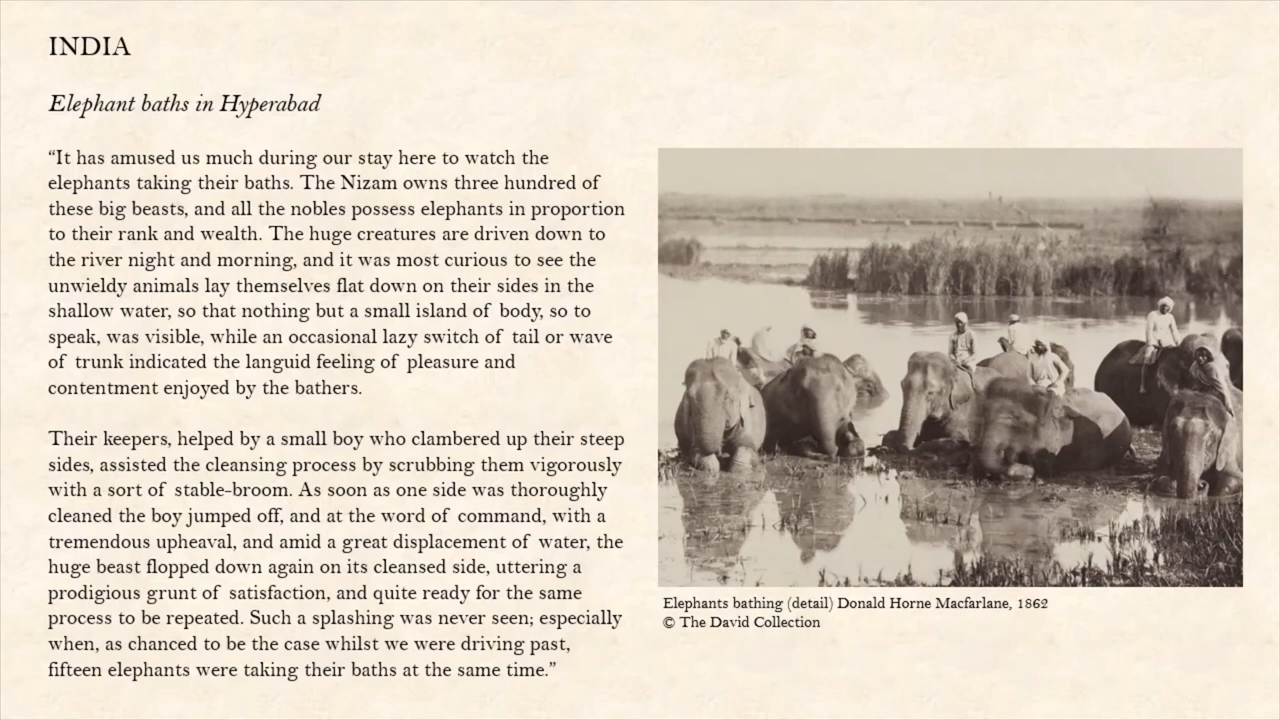 INDIA
Elephant baths in Hyperabad
“It has amused us much during our stay here to watch the
elephants taking their baths. The Nizam owns three hundred of
these big beasts, and all the nobles possess elephants in proportion
to their rank and wealth. The huge creatures are driven down to
the river night and morning, and it was most curious to see the
unwieldy animals lay themselves flat down on their sides in the
shallow water, so that nothing but a small island of body, so to
speak, was visible, while an occasional lazy switch of tail or wave
of trunk indicated the languid feeling of pleasure and
contentment enjoyed by the bathers.
Their keepers, helped by a small boy who clambered up their steep
sides, assisted the cleansing process by scrubbing them vigorously
with a sort of stable-broom. As soon as one side was thoroughly
cleaned the boy jumped off, and at the word of command, with a
tremendous upheaval, and amid a great displacement of water, the
huge beast flopped down again on its cleansed side, uttering a
prodigious grunt of satisfaction, and quite ready for the same
process to be repeated. Such a splashing was never seen; especially
when, as chanced to be the case whilst we were driving past,
fifteen elephants were taking their baths at the same time.”
Elephants bathing (detail) Donald Horne Macfarlane, 1862
© The David Collection